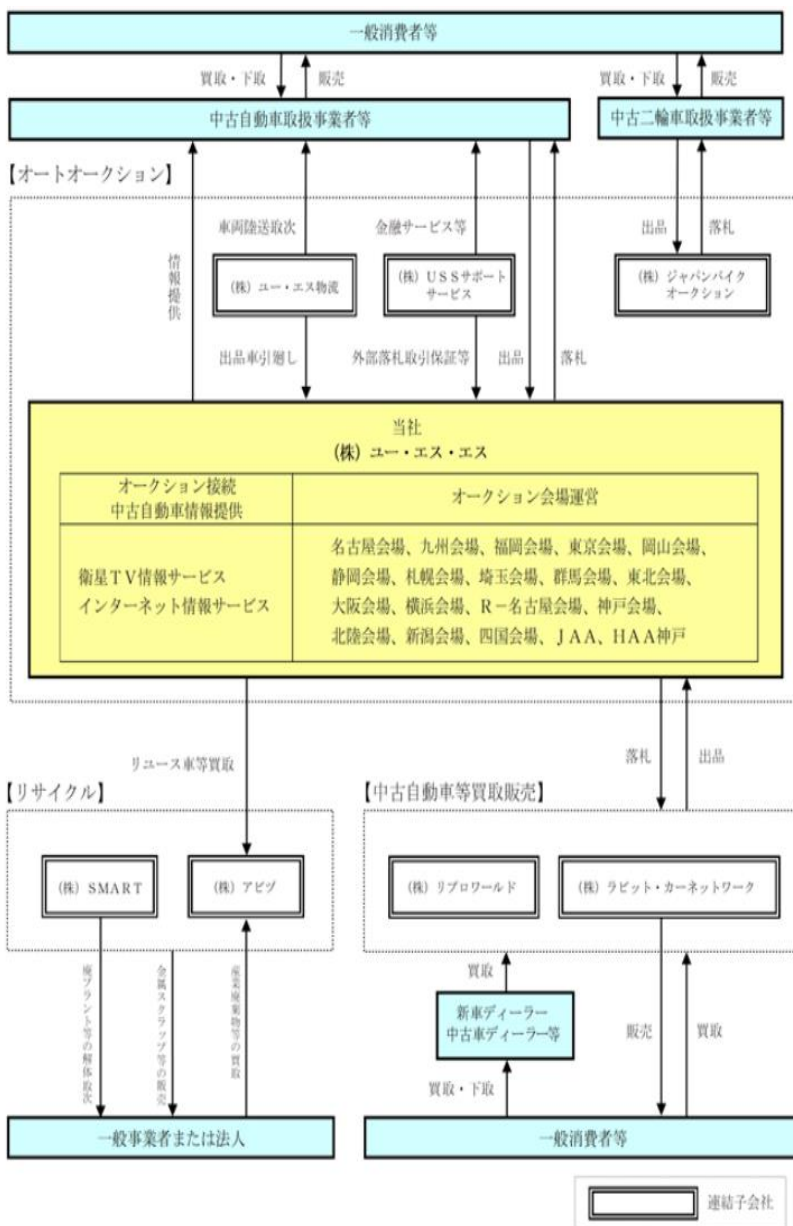 一般消費者等
買取・下取
販売
買取・下取
販売
中古自動車取扱事業者等
中古二輪車取扱事業者等
【オートオークション】
情報提供
車両陸送取次
金融サービス等
出品
落札
(株) ユー・エス物流
(株) USSサポート
サービス
(株) ジャパンバイク
オークション
出品車引廻し
外部落札取引保証等
出品
落札
当社
(株) ユー・エス・エス
オークション接続
中古自動車情報提供
オークション会場運営
衛星TV情報サービス
インターネット情報サービス
名古屋会場、九州会場、福岡会場、東京会場、岡山会場、
静岡会場、札幌会場、埼玉会場、群馬会場、東北会場、
大阪会場、横浜会場、R-名古屋会場、神戸会場、
北陸会場、新潟会場、四国会場、JAA、HAA神戸
リユース車等買取
落札
出品
【リサイクル】
【中古自動車等買取販売】
(株) SMART
(株) アビヅ
(株) リプロワールド
(株) ラビット・カーネットワーク
廃プラント等の解体取次
金属スクラップ等の販売
産業廃棄物等の買取
買取
新車ディーラー
中古車ディーラー等
販売
買取
買取・下取
一般事業者または法人
一般消費者等
連結子会社